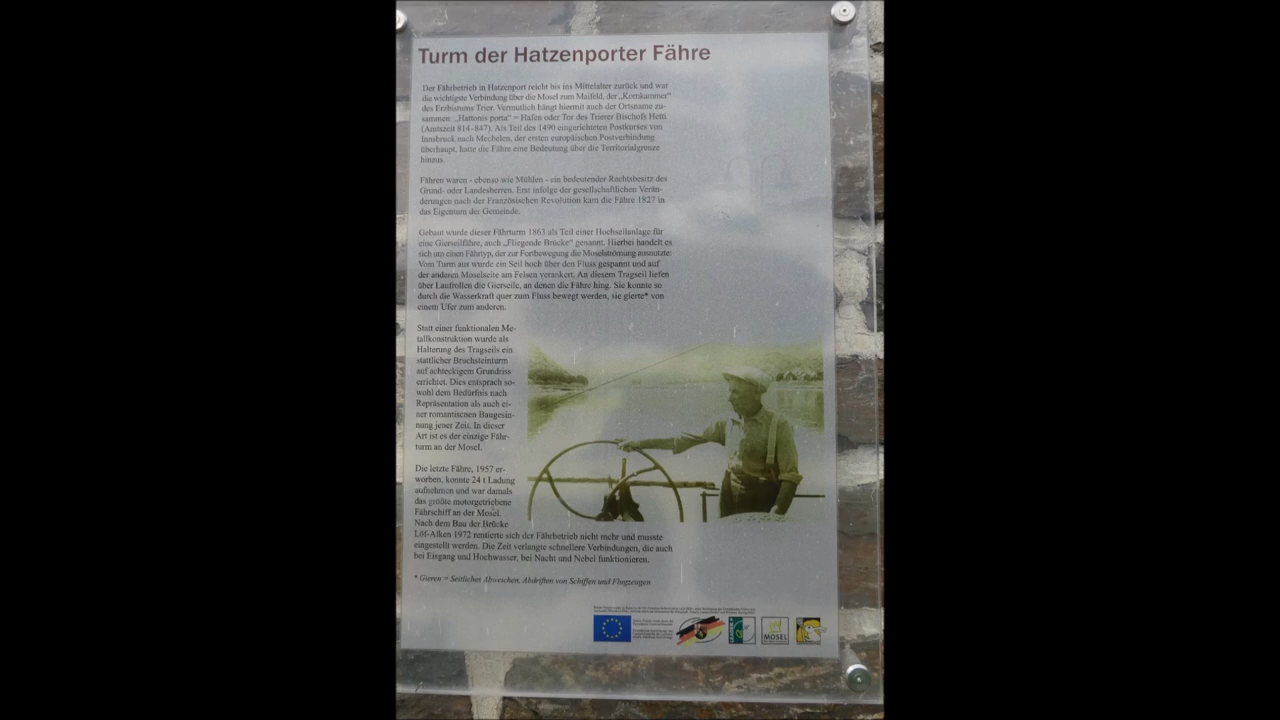 Turm der Hatzenporter Fähre
Der Fährbetrieb in Hatzenport reicht bis ins Mittelalter zurück und war
die wichtigste Verbindung über die Mosel zum Maifeld, der „Kornkammer“
des Erzbistums Trier. Vermutlich hängt hiermit auch der Ortsname zu-
sammen. „Hattonis porta“ = Hafen oder Tor des Trierer Bischofs Hetti
(Amtszeit 814–847). Als Teil des 1490 eingerichteten Postkurses von
Innsbruck nach Mechelen, der ersten europäischen Postverbindung
überhaupt, hatte die Fähre eine Bedeutung über die Territorialgrenze
hinaus.
Fähren waren - ebenso wie Mühlen - ein bedeutender Rechtsbesitz des
Grund- oder Landesherren. Erst infolge der gesellschaftlichen Verän-
derungen nach der Französischen Revolution kam die Fähre 1827 in
das Eigentum der Gemeinde.
Gebaut wurde dieser Fährturm 1863 als Teil einer Hochseilanlage für
eine Gierseilfähre, auch „Fliegende Brücke“ genannt. Hierbei handelt es
sich um einen Fährtyp, der zur Fortbewegung die Moselströmung ausnutzte:
Vom Turm aus wurde ein Seil hoch über den Fluss gespannt und auf
der anderen Moselseite am Felsen verankert. An diesem Tragseil liefen
über Laufrollen die Gierseile, an denen die Fähre hing. Sie konnte so
durch die Wasserkraft quer zum Fluss bewegt werden, sie gierte* von
einem Ufer zum anderen.
Statt einer funktionalen Me-
tallkonstruktion wurde als
Halterung des Tragseils ein
stattlicher Bruchsteinturm
auf achteckigem Grundriss
errichtet. Dies entsprach so-
wohl dem Bedürfnis nach
Repräsentation als auch ei-
ner romantischen Baugesin-
nung jener Zeit. In dieser
Art ist es der einzige Fähr-
turm an der Mosel.
Die letzte Fähre, 1957 er-
worben, konnte 24 t Ladung
aufnehmen und war damals
das größte motorgetriebene
Fährschiff an der Mosel.
Nach dem Bau der Brücke
Löf-Alken 1972 rentierte sich der Fährbetrieb nicht mehr und musste
eingestellt werden. Die Zeit verlangte schnellere Verbindungen, die auch
bei Eisgang und Hochwasser, bei Nacht und Nebel funktionieren.
* Gieren = Seitliches Abweichen, Abdriften von Schiffen und Flugzeugen
MOSEL